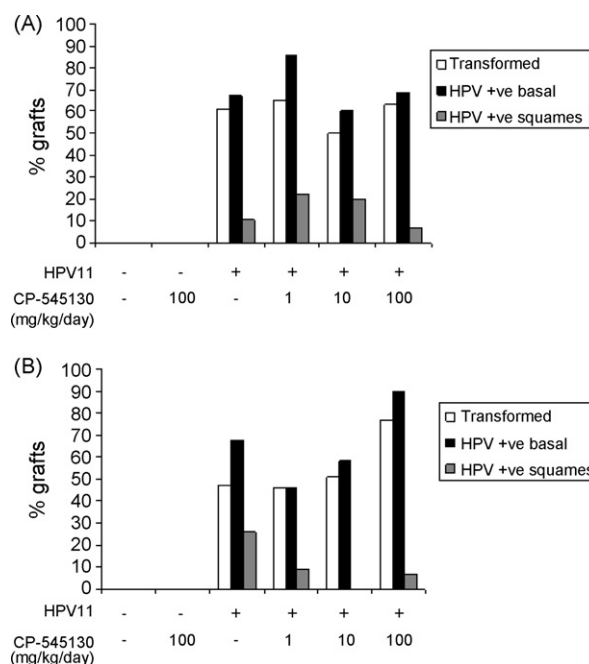 (A)
100
90
80
70
60
50
40
30
20
10
0
% grafts
Transformed
HPV +ve basal
HPV +ve squames
HPV11 - - + + + +
CP-545130 - 100 - 1 10 100
(mg/kg/day)
(B)
100
90
80
70
60
50
40
30
20
10
0
% grafts
Transformed
HPV +ve basal
HPV +ve squames
HPV11 - - + + + +
CP-545130 - 100 - 1 10 100
(mg/kg/day)